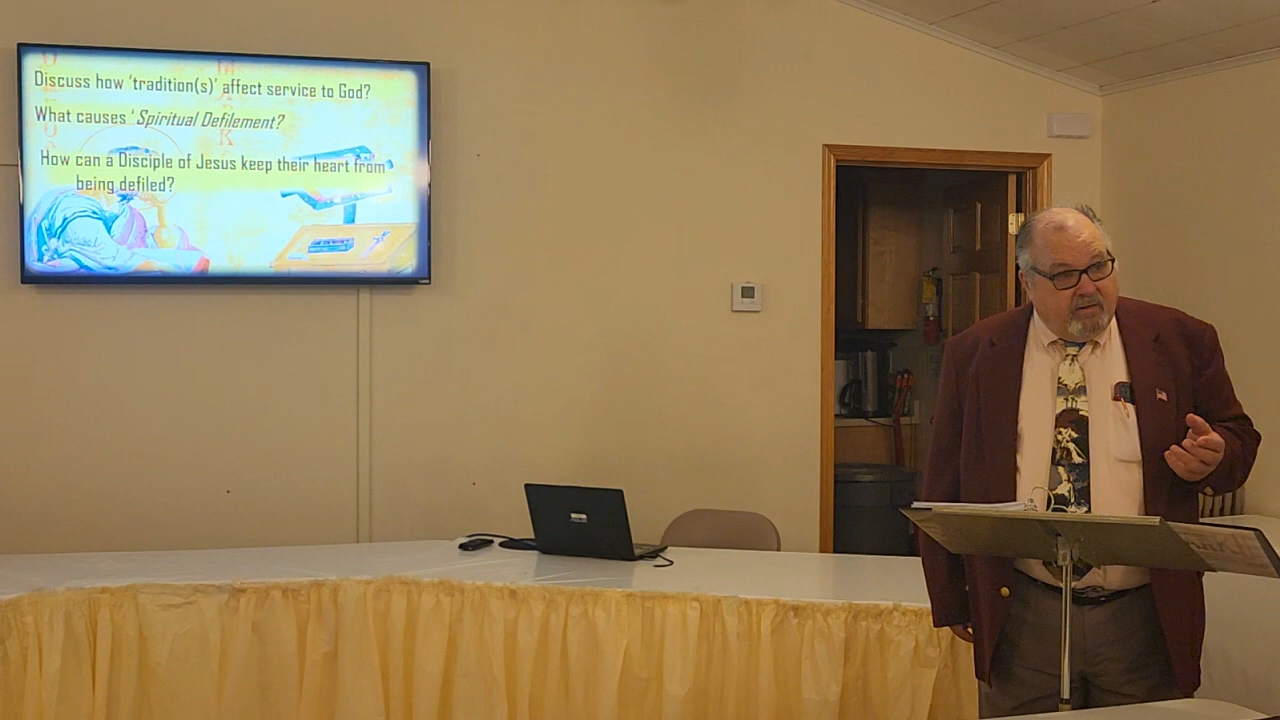 Discuss how 'tradition(s)' affect service to God?
What causes 'Spiritual Defilement?
How can a Disciple of Jesus keep their heart from
being defiled?